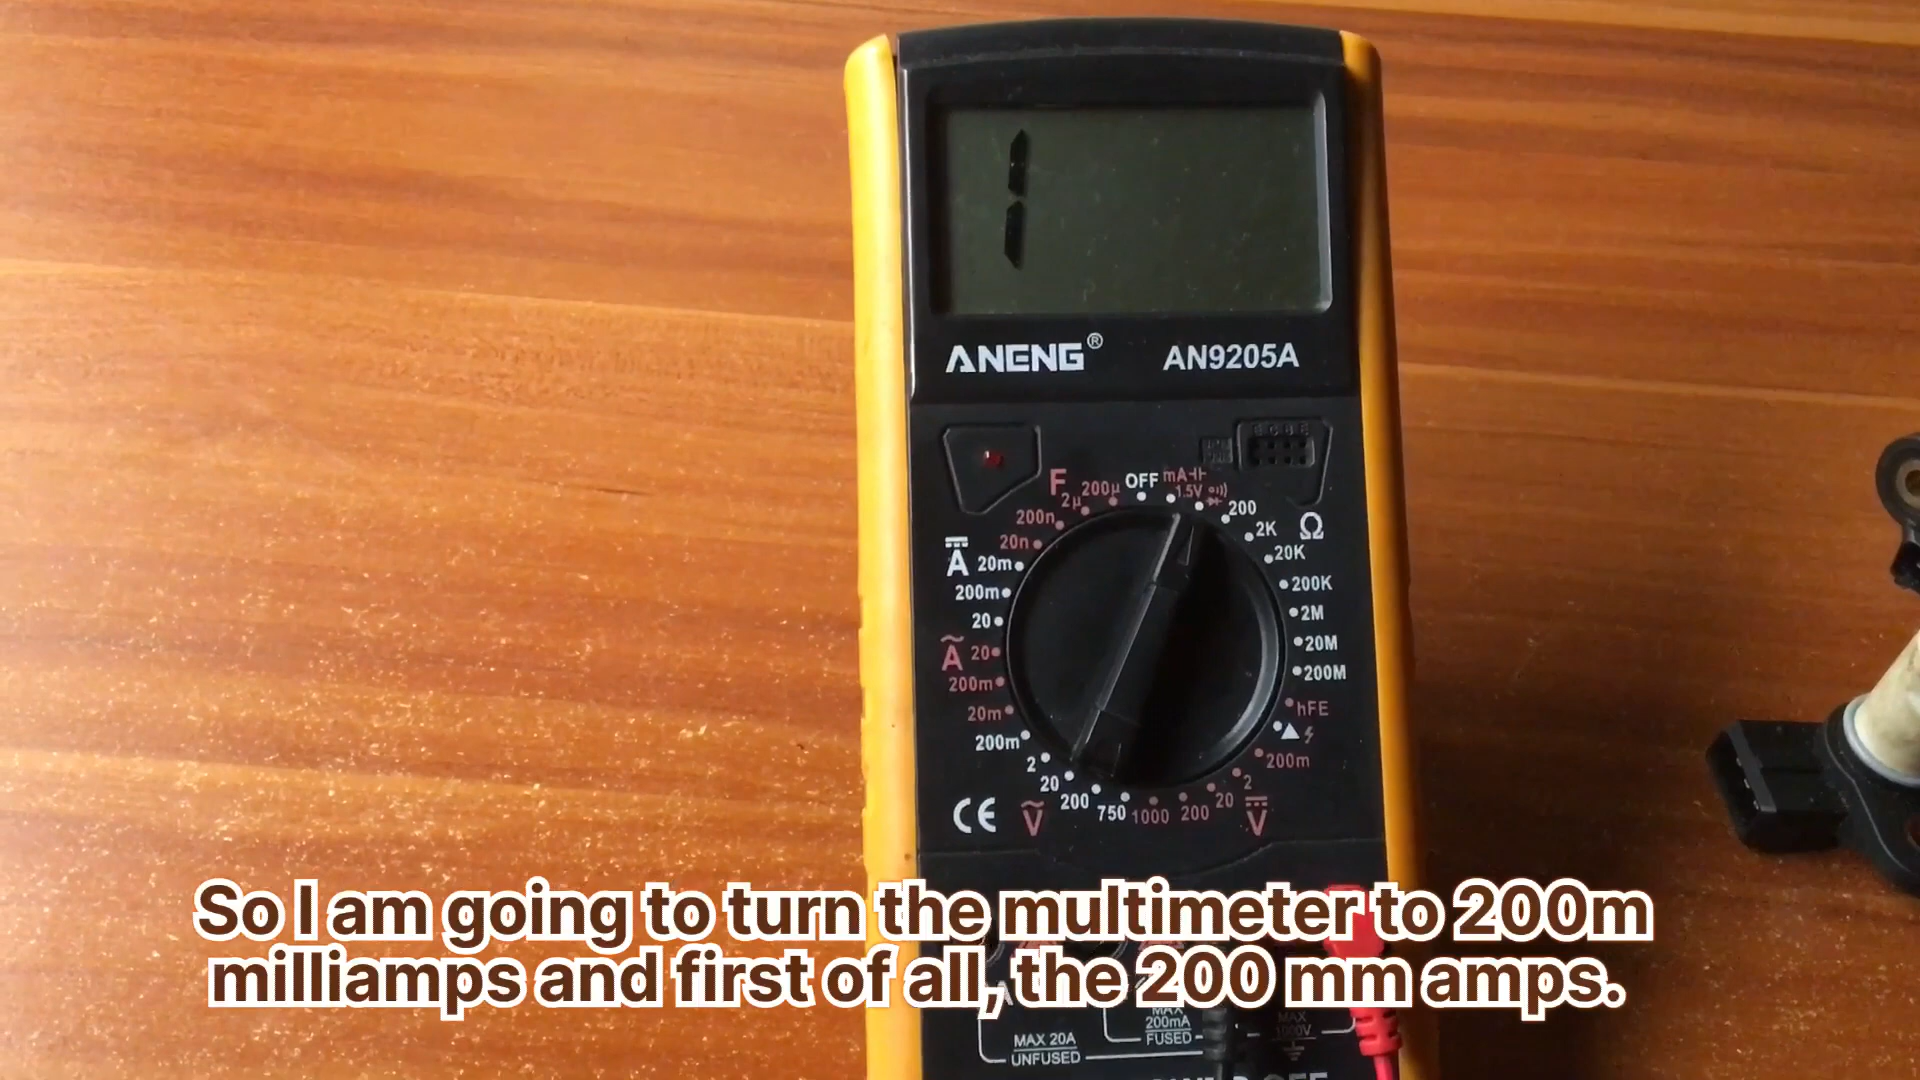 1
ANENG® AN9205A
OFF
mA
1.5V
F
2µ
200µ
200n
20n
A 20m
200m
20
A 20
200m
20m
200m
2
20
200
750
1000
200
20
2
200m
V
V
hFE
200
2K
20K
200K
2M
20M
200M
Ω
CE
So I am going to turn the multimeter to 200m
milliamps and first of all, the 200 mm amps.
MAX 20A
UNFUSED
MAX
200mA
FUSED
MAX
1000V